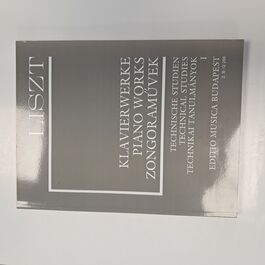 LISZT
KLAVIERWERKE
PIANO WORKS
ZONGORAMŰVEK
TECHNISCHE STUDIEN
TECHNICAL STUDIES
TECHNIKAI TANULMÁNYOK
I
EDITIO MUSICA BUDAPEST